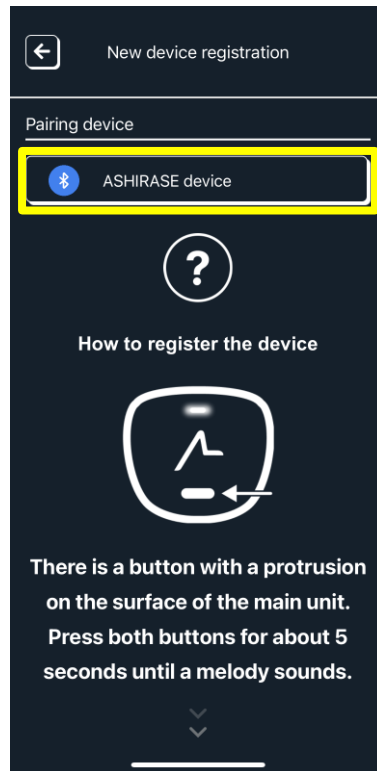 New device registration
Pairing device
ASHIRASE device
?
How to register the device
There is a button with a protrusion
on the surface of the main unit.
Press both buttons for about 5
seconds until a melody sounds.